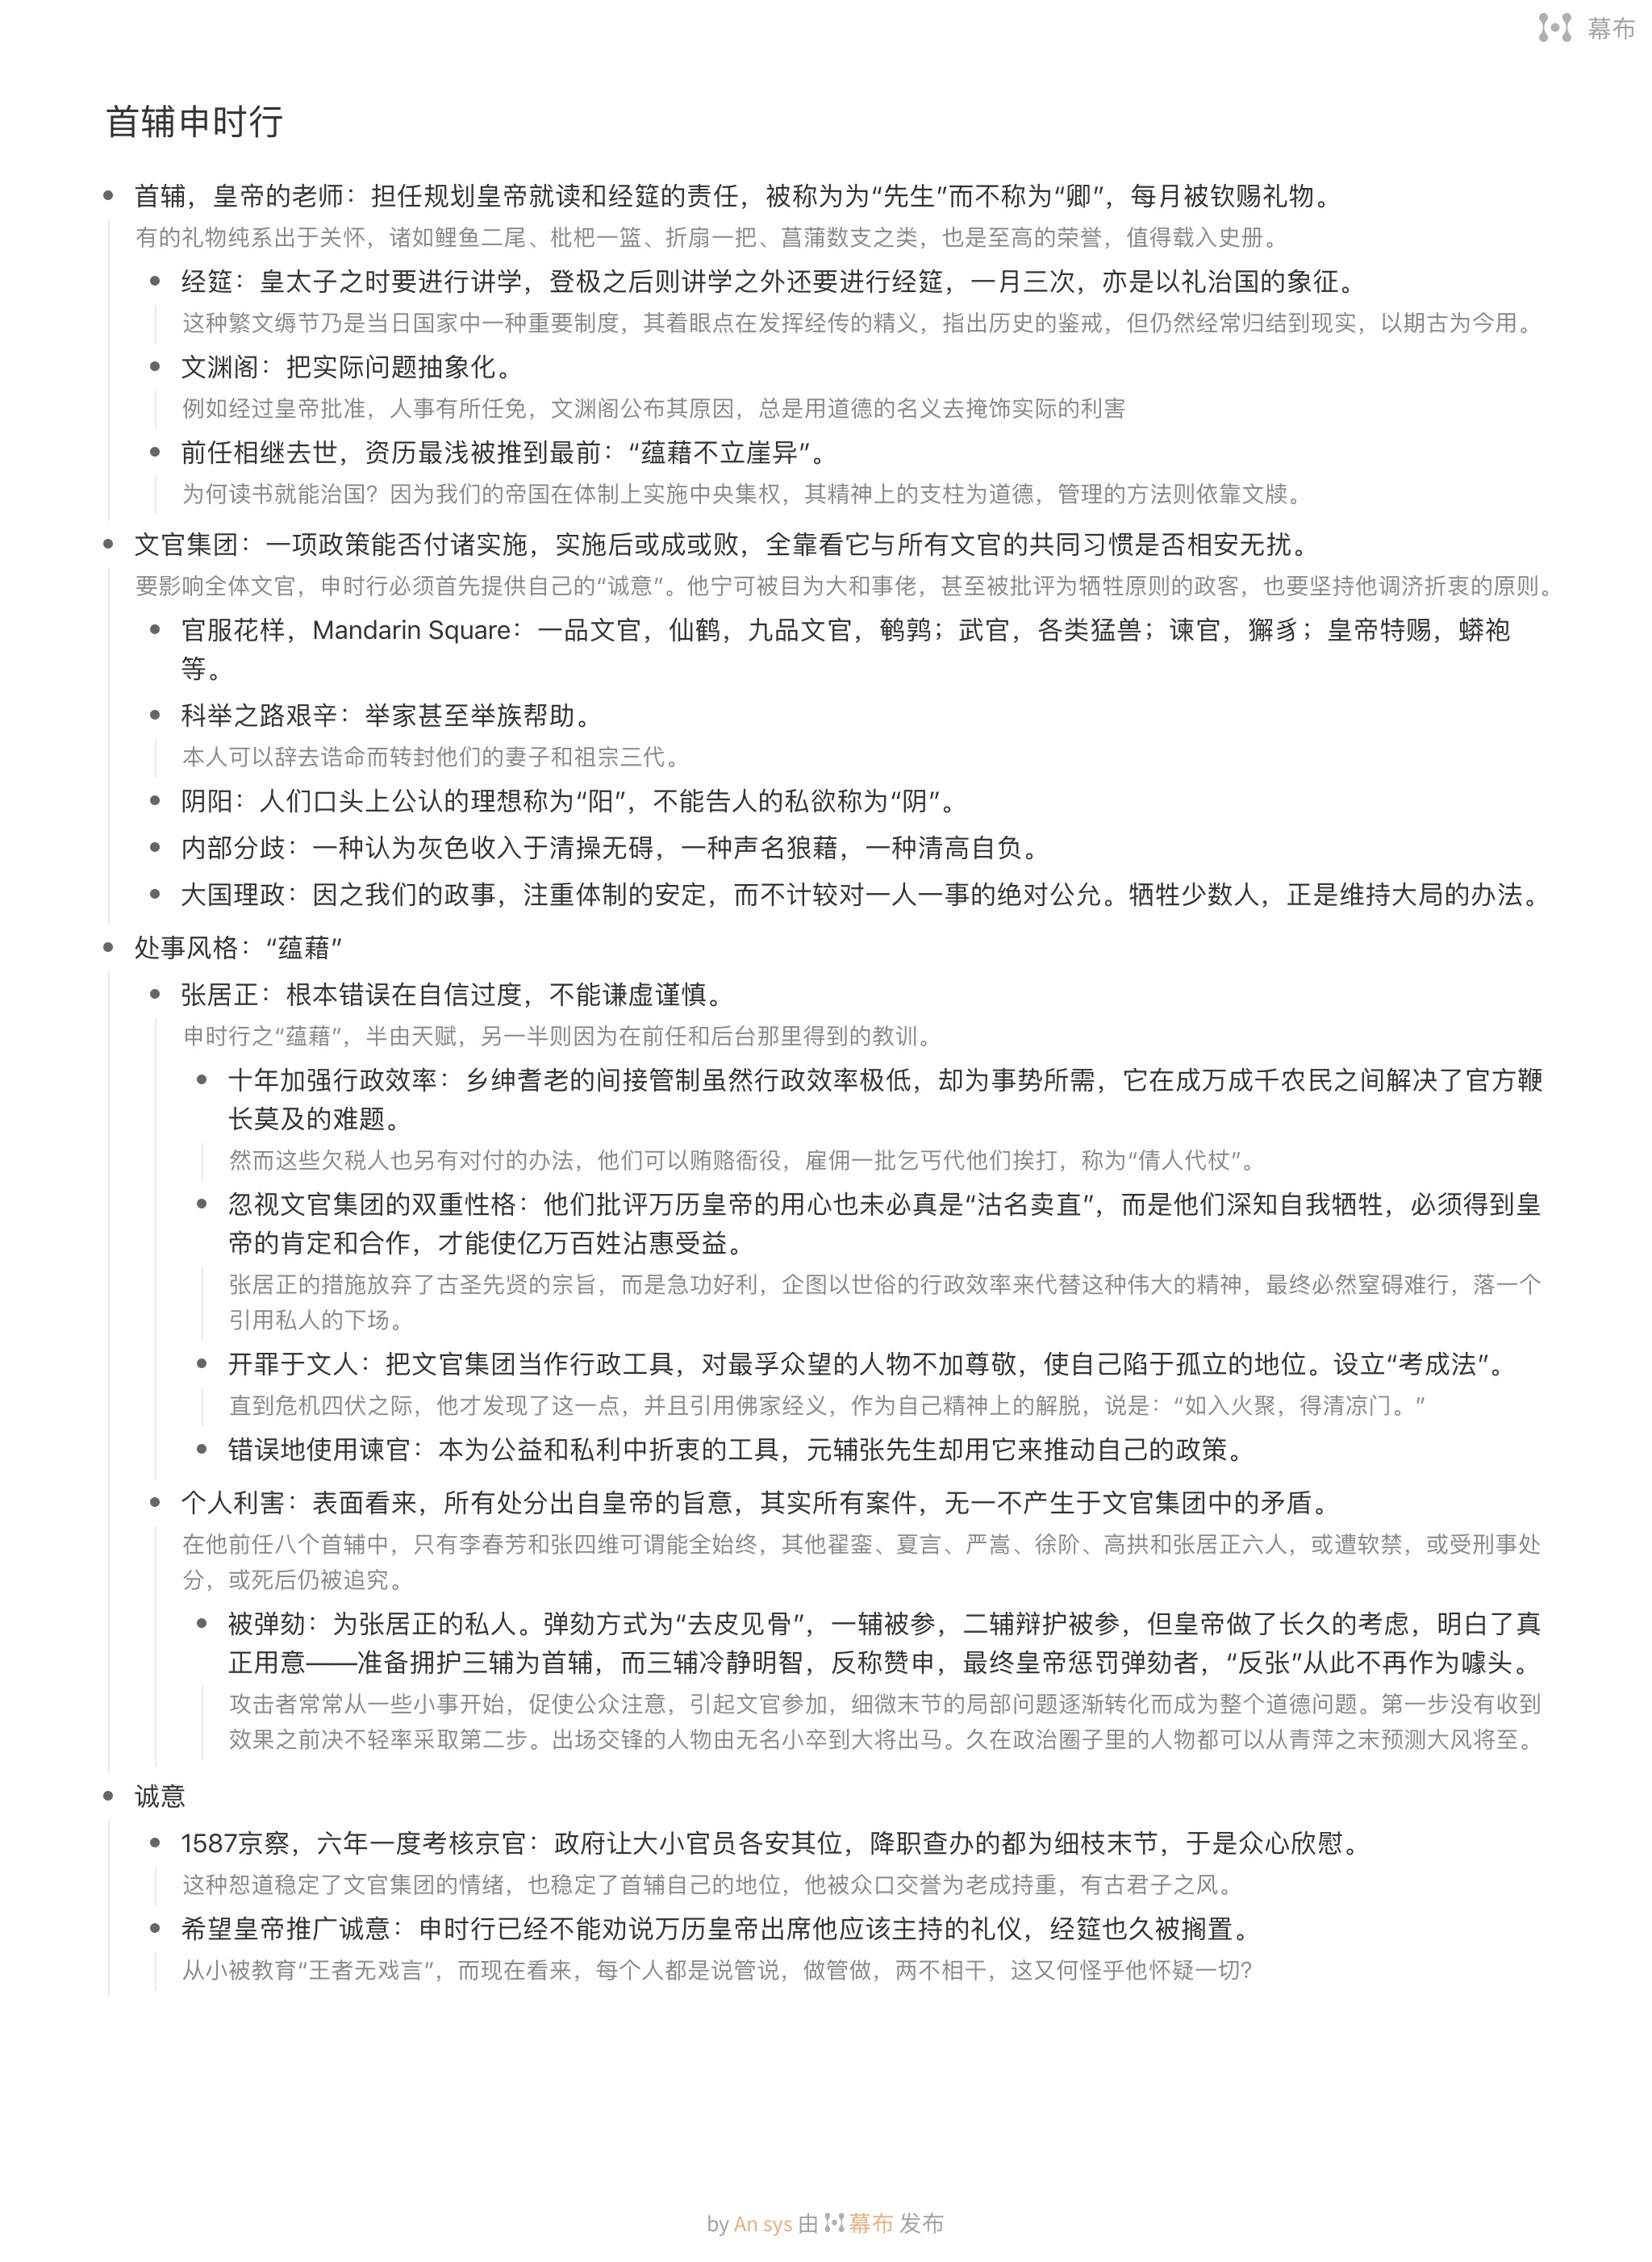 幕布
首辅申时行
首辅，皇帝的老师：担任规划皇帝就读和经筵的责任，被称为为“先生”而不称为“卿”，每月被钦赐礼物。
有的礼物纯系出于关怀，诸如鲤鱼二尾、枇杷一篮、折扇一把、菖蒲数支之类，也是至高的荣誉，值得载入史册。
经筵：皇太子之时要进行讲学，登极之后则讲学之外还要进行经筵，一月三次，亦是以礼治国的象征。
这种繁文缛节乃是当日国家中一种重要制度，其着眼点在发挥经传的精义，指出历史的鉴戒，但仍然经常归结到现实，以期古为今用。
文渊阁：把实际问题抽象化。
例如经过皇帝批准，人事有所任免，文渊阁公布其原因，总是用道德的名义去掩饰实际的利害
前任相继去世，资历最浅被推到最前：“蕴藉不立崖异”。
为何读书就能治国？因为我们的帝国在体制上实施中央集权，其精神上的支柱为道德，管理的方法则依靠文牍。
文官集团：一项政策能否付诸实施，实施后或成或败，全靠看它与所有文官的共同习惯是否相安无扰。
要影响全体文官，申时行必须首先提供自己的“诚意”。他宁可被目为大和事佬，甚至被批评为牺牲原则的政客，也要坚持他调济折衷的原则。
官服花样，Mandarin Square：一品文官，仙鹤，九品文官，鹌鹑；武官，各类猛兽；谏官，獬豸；皇帝特赐，蟒袍
等。
科举之路艰辛：举家甚至举族帮助。
本人可以辞去诰命而转封他们的妻子和祖宗三代。
阴阳：人们口头上公认的理想称为“阳”，不能告人的私欲称为“阴”。
内部分歧：一种认为灰色收入于清操无碍，一种声名狼藉，一种清高自负。
大国理政：因之我们的政事，注重体制的安定，而不计较对一人一事的绝对公允。牺牲少数人，正是维持大局的办法。
处事风格：“蕴藉”
张居正：根本错误在自信过度，不能谦虚谨慎。
申时行之“蕴藉”，半由天赋，另一半则因为在前任和后台那里得到的教训。
十年加强行政效率：乡绅耆老的间接管制虽然行政效率极低，却为事势所需，它在成万成千农民之间解决了官方鞭
长莫及的难题。
然而这些欠税人也另有对付的办法，他们可以贿赂衙役，雇佣一批乞丐代他们挨打，称为“倩人代杖”。
忽视文官集团的双重性格：他们批评万历皇帝的用心也未必真是“沽名卖直”，而是他们深知自我牺牲，必须得到皇
帝的肯定和合作，才能使亿万百姓沾惠受益。
张居正的措施放弃了古圣先贤的宗旨，而是急功好利，企图以世俗的行政效率来代替这种伟大的精神，最终必然窒碍难行，落一个
引用私人的下场。
开罪于文人：把文官集团当作行政工具，对最孚众望的人物不加尊敬，使自己陷于孤立的地位。设立“考成法”。
直到危机四伏之际，他才发现了这一点，并且引用佛家经义，作为自己精神上的解脱，说是：“如入火聚，得清凉门。”
错误地使用谏官：本为公益和私利中折衷的工具，元辅张先生却用它来推动自己的政策。
个人利害：表面看来，所有处分出自皇帝的旨意，其实所有案件，无一不产生于文官集团中的矛盾。
在他前任八个首辅中，只有李春芳和张四维可谓能全始终，其他翟銮、夏言、严嵩、徐阶、高拱和张居正六人，或遭软禁，或受刑事处
分，或死后仍被追究。
被弹劾：为张居正的私人。弹劾方式为“去皮见骨”，一辅被参，二辅辩护被参，但皇帝做了长久的考虑，明白了真
正用意——准备拥护三辅为首辅，而三辅冷静明智，反称赞申，最终皇帝惩罚弹劾者，“反张”从此不再作为噱头。
攻击者常常从一些小事开始，促使公众注意，引起文官参加，细微末节的局部问题逐渐转化而成为整个道德问题。第一步没有收到
效果之前决不轻率采取第二步。出场交锋的人物由无名小卒到大将出马。久在政治圈子里的人物都可以从青萍之末预测大风将至。
诚意
1587京察，六年一度考核京官：政府让大小官员各安其位，降职查办的都为细枝末节，于是众心欣慰。
这种恕道稳定了文官集团的情绪，也稳定了首辅自己的地位，他被众口交誉为老成持重，有古君子之风。
希望皇帝推广诚意：申时行已经不能劝说万历皇帝出席他应该主持的礼仪，经筵也久被搁置。
从小被教育“王者无戏言”，而现在看来，每个人都是说管说，做管做，两不相干，这又何怪乎他怀疑一切？
by An sys 由 幕布 发布